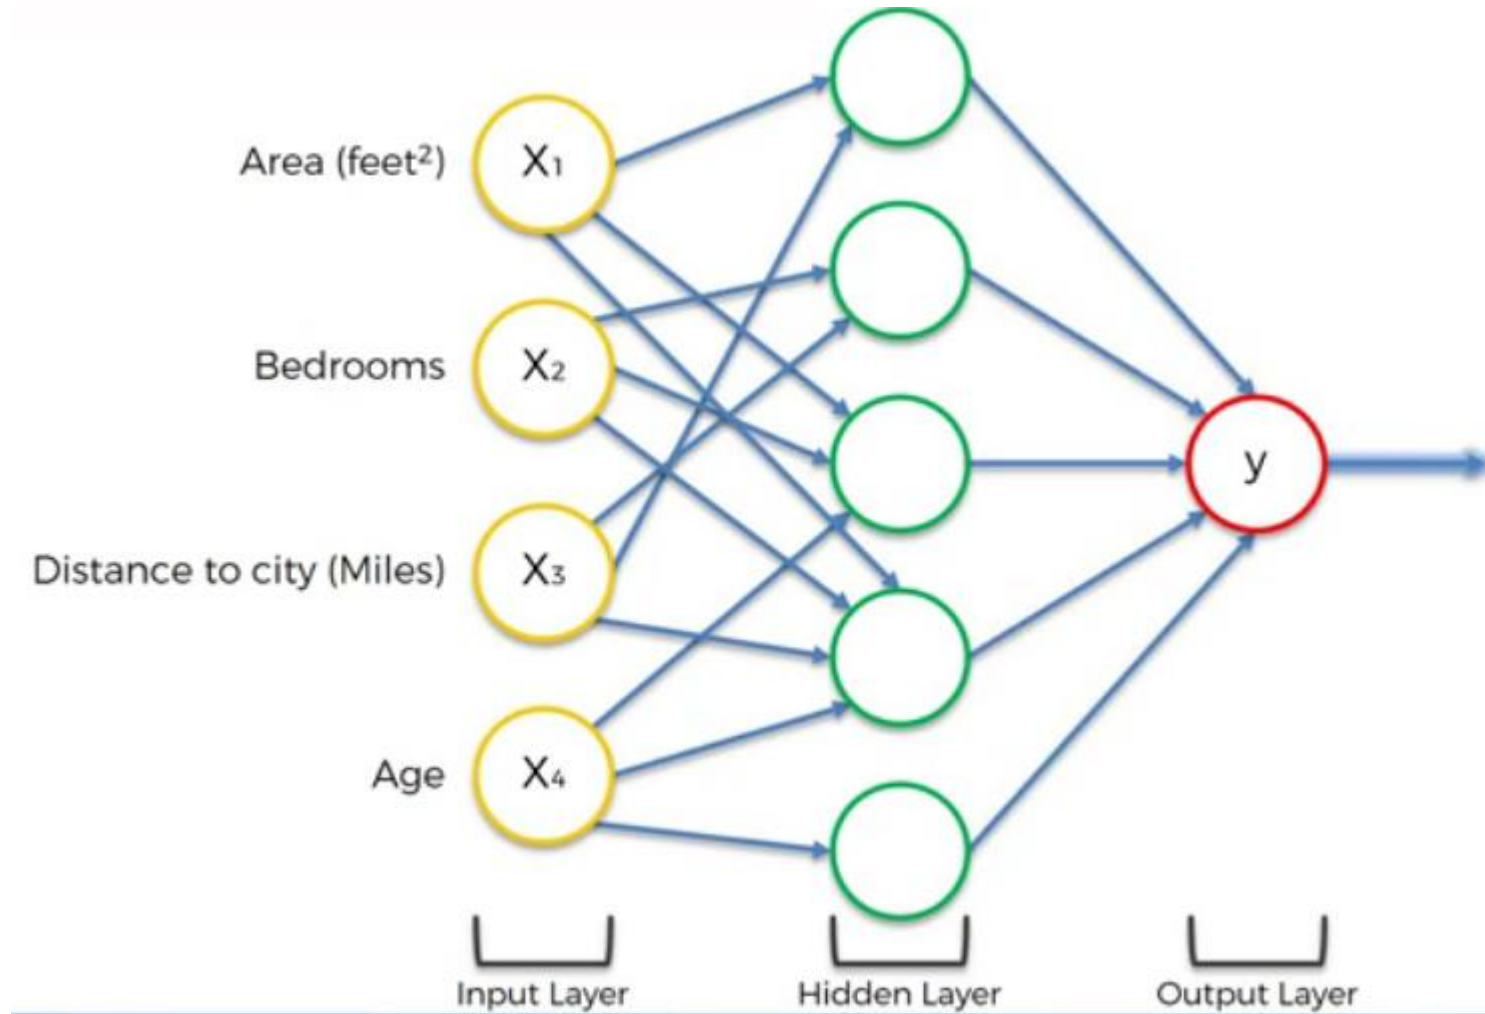 Area (feet²)
X₁
Bedrooms
X₂
Distance to city (Miles)
X₃
Age
X₄
y
Input Layer
Hidden Layer
Output Layer